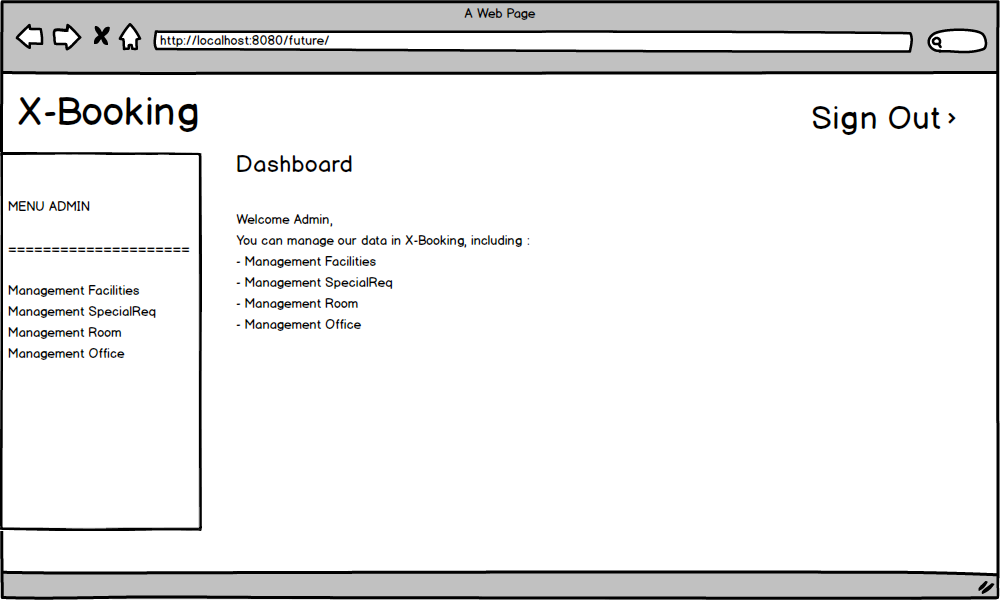 A Web Page
http://localhost:8080/future/
X-Booking
Sign Out
MENU ADMIN
=====================
Management Facilities
Management SpecialReq
Management Room
Management Office
Dashboard
Welcome Admin,
You can manage our data in X-Booking, including :
- Management Facilities
- Management SpecialReq
- Management Room
- Management Office